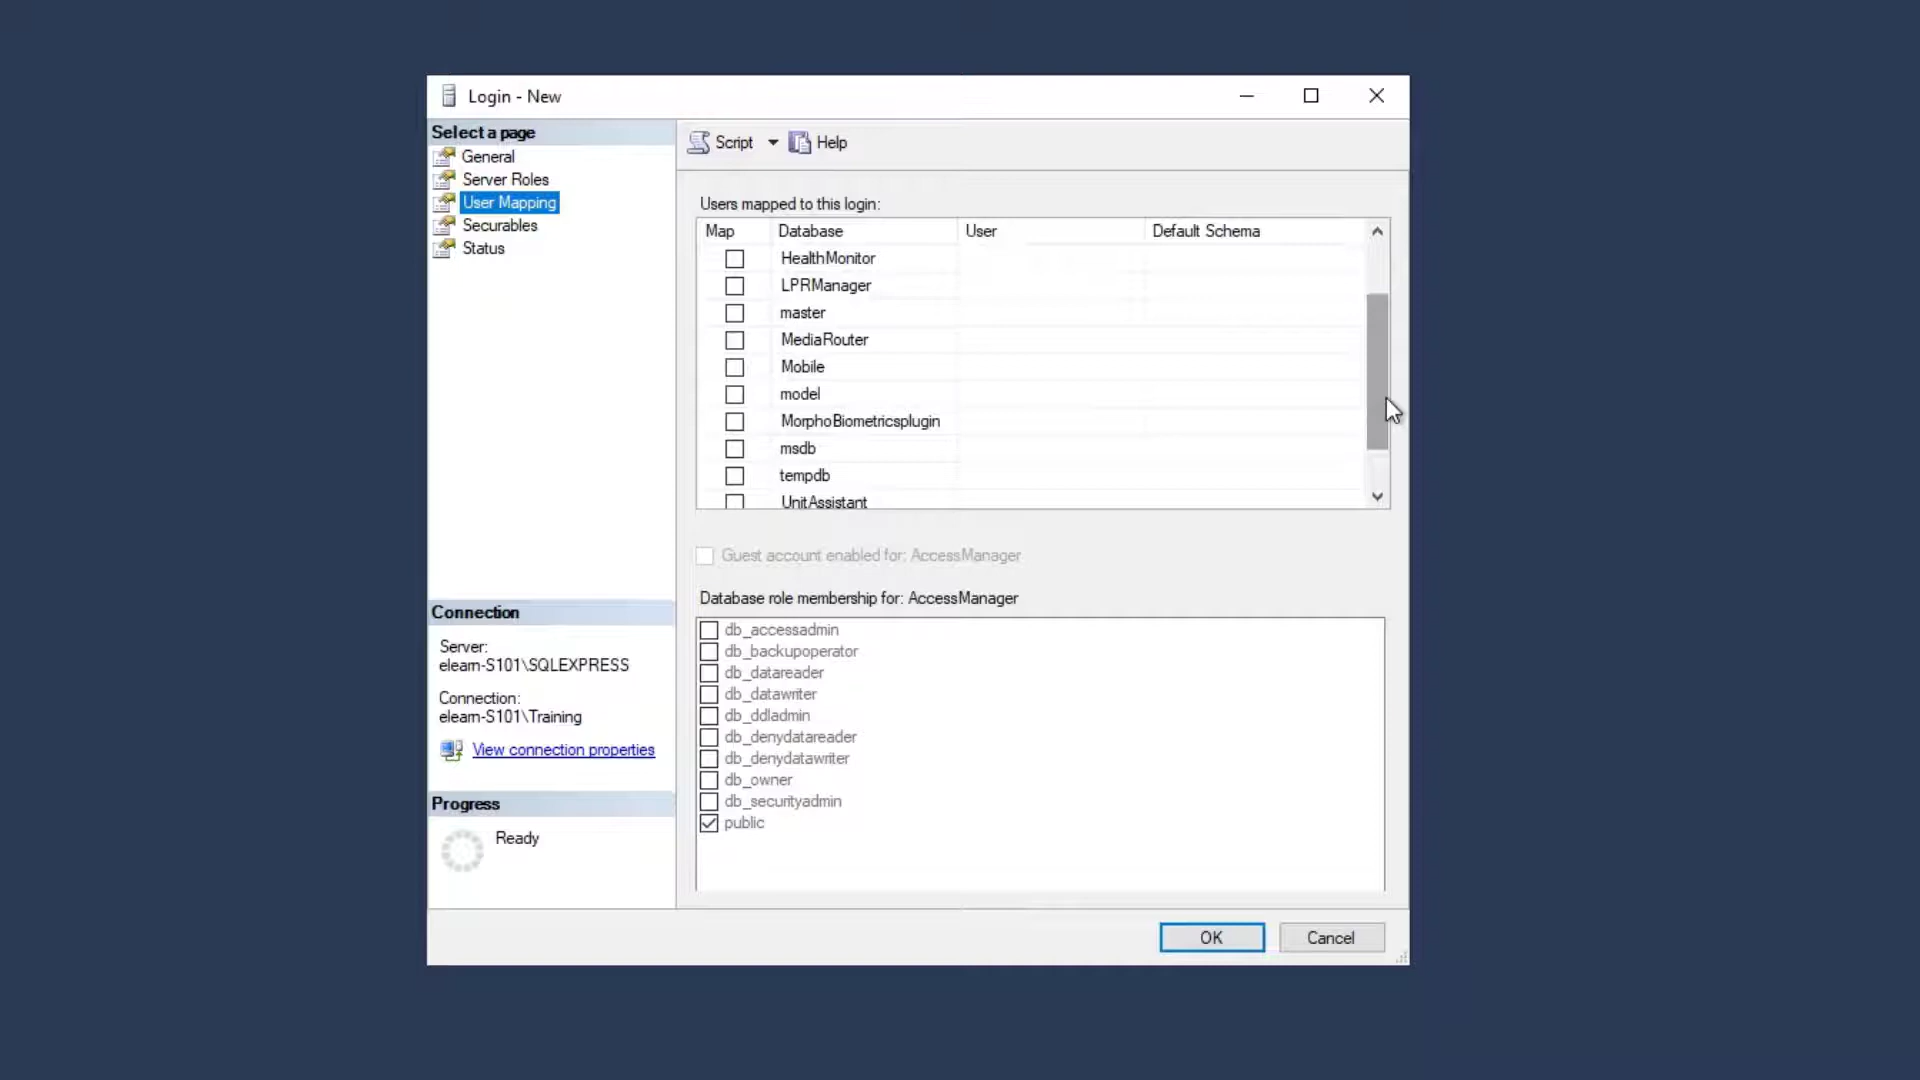 Login - New
Select a page
General
Server Roles
User Mapping
Securables
Status
Script
Help
Users mapped to this login:
Map Database User Default Schema
HealthMonitor
LPRManager
master
MediaRouter
Mobile
model
MorphoBiometricsplugin
msdb
tempdb
UnitAssistant
Guest account enabled for: AccessManager
Database role membership for: AccessManager
db_accessadmin
db_backupoperator
db_datareader
db_datawriter
db_ddladmin
db_denydatareader
db_denydatawriter
db_owner
db_securityadmin
public
Connection
Server:
elearn-S101\SQLEXPRESS
Connection:
elearn-S101\Training
View connection properties
Progress
Ready
OK Cancel